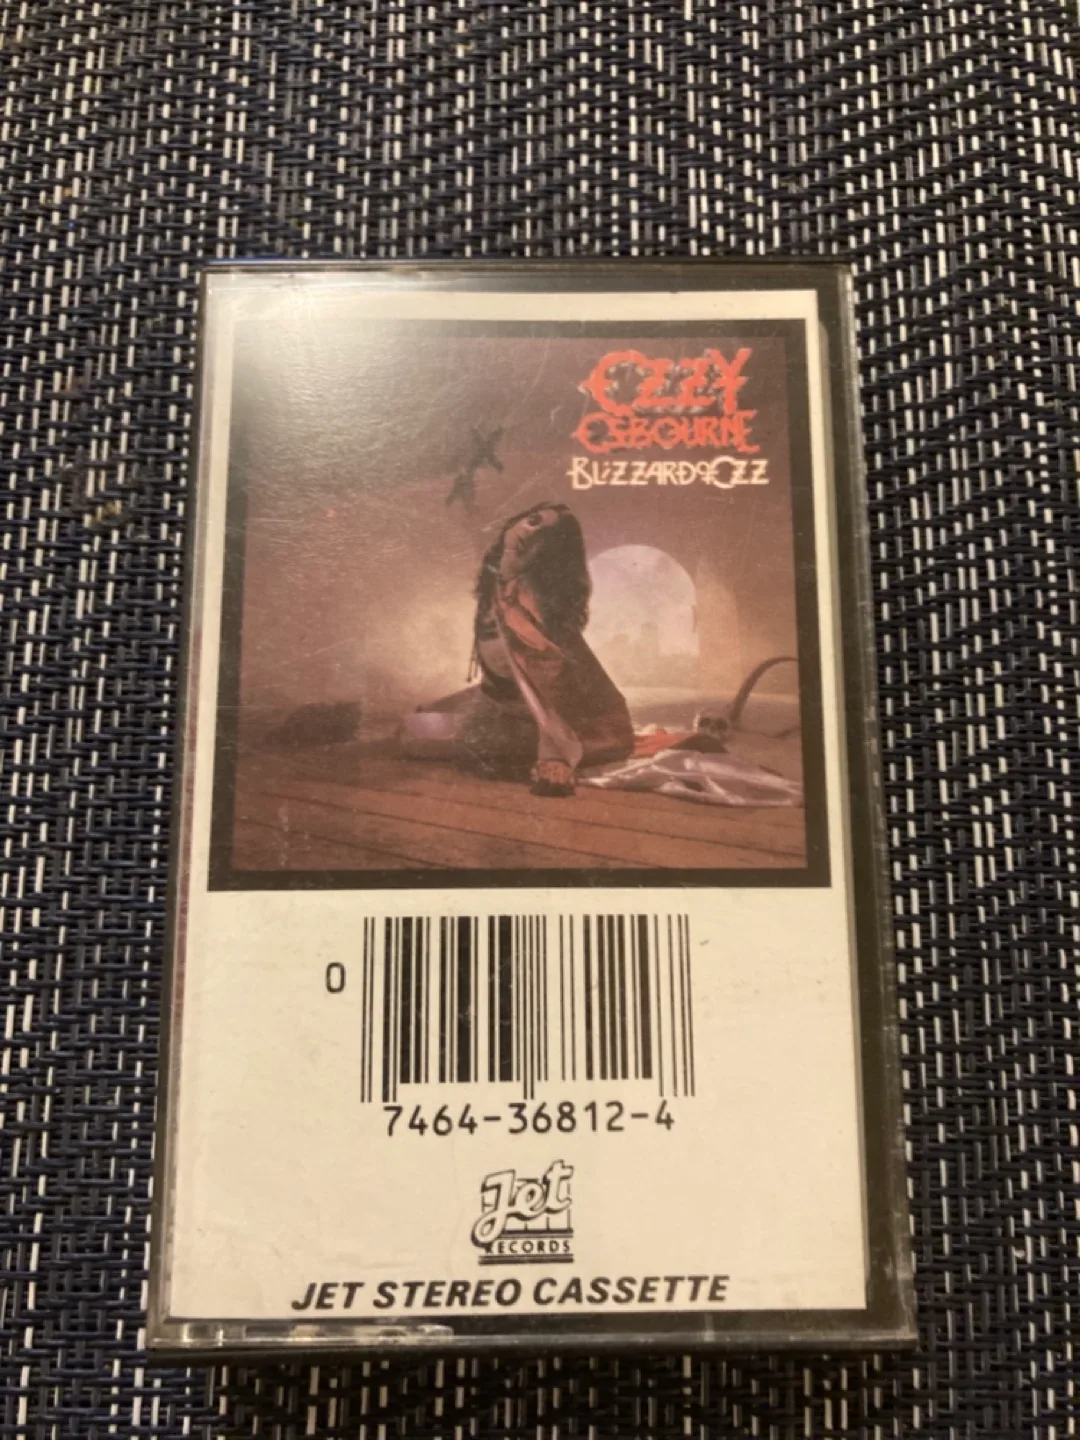 OZZY
OSBOURNE
BLIZZARD OF OZZ
0
7464-36812-4
Jet
RECORDS
JET STEREO CASSETTE